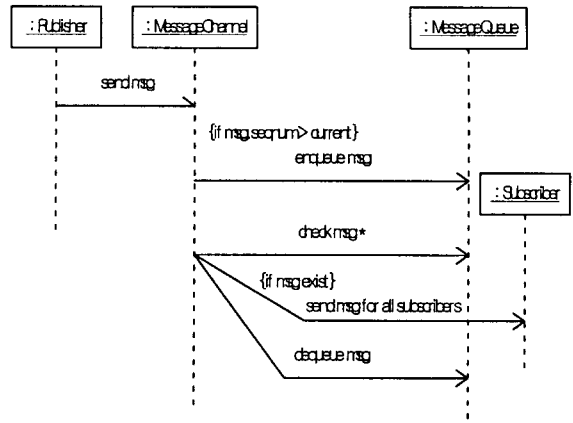 : Publisher
: MessageChannel
: MessageQueue
send msg
{if msg.seqnum > current}
enqueue msg
: Subscriber
check msg *
{if msg exist}
send msg for all subscribers
dequeue msg